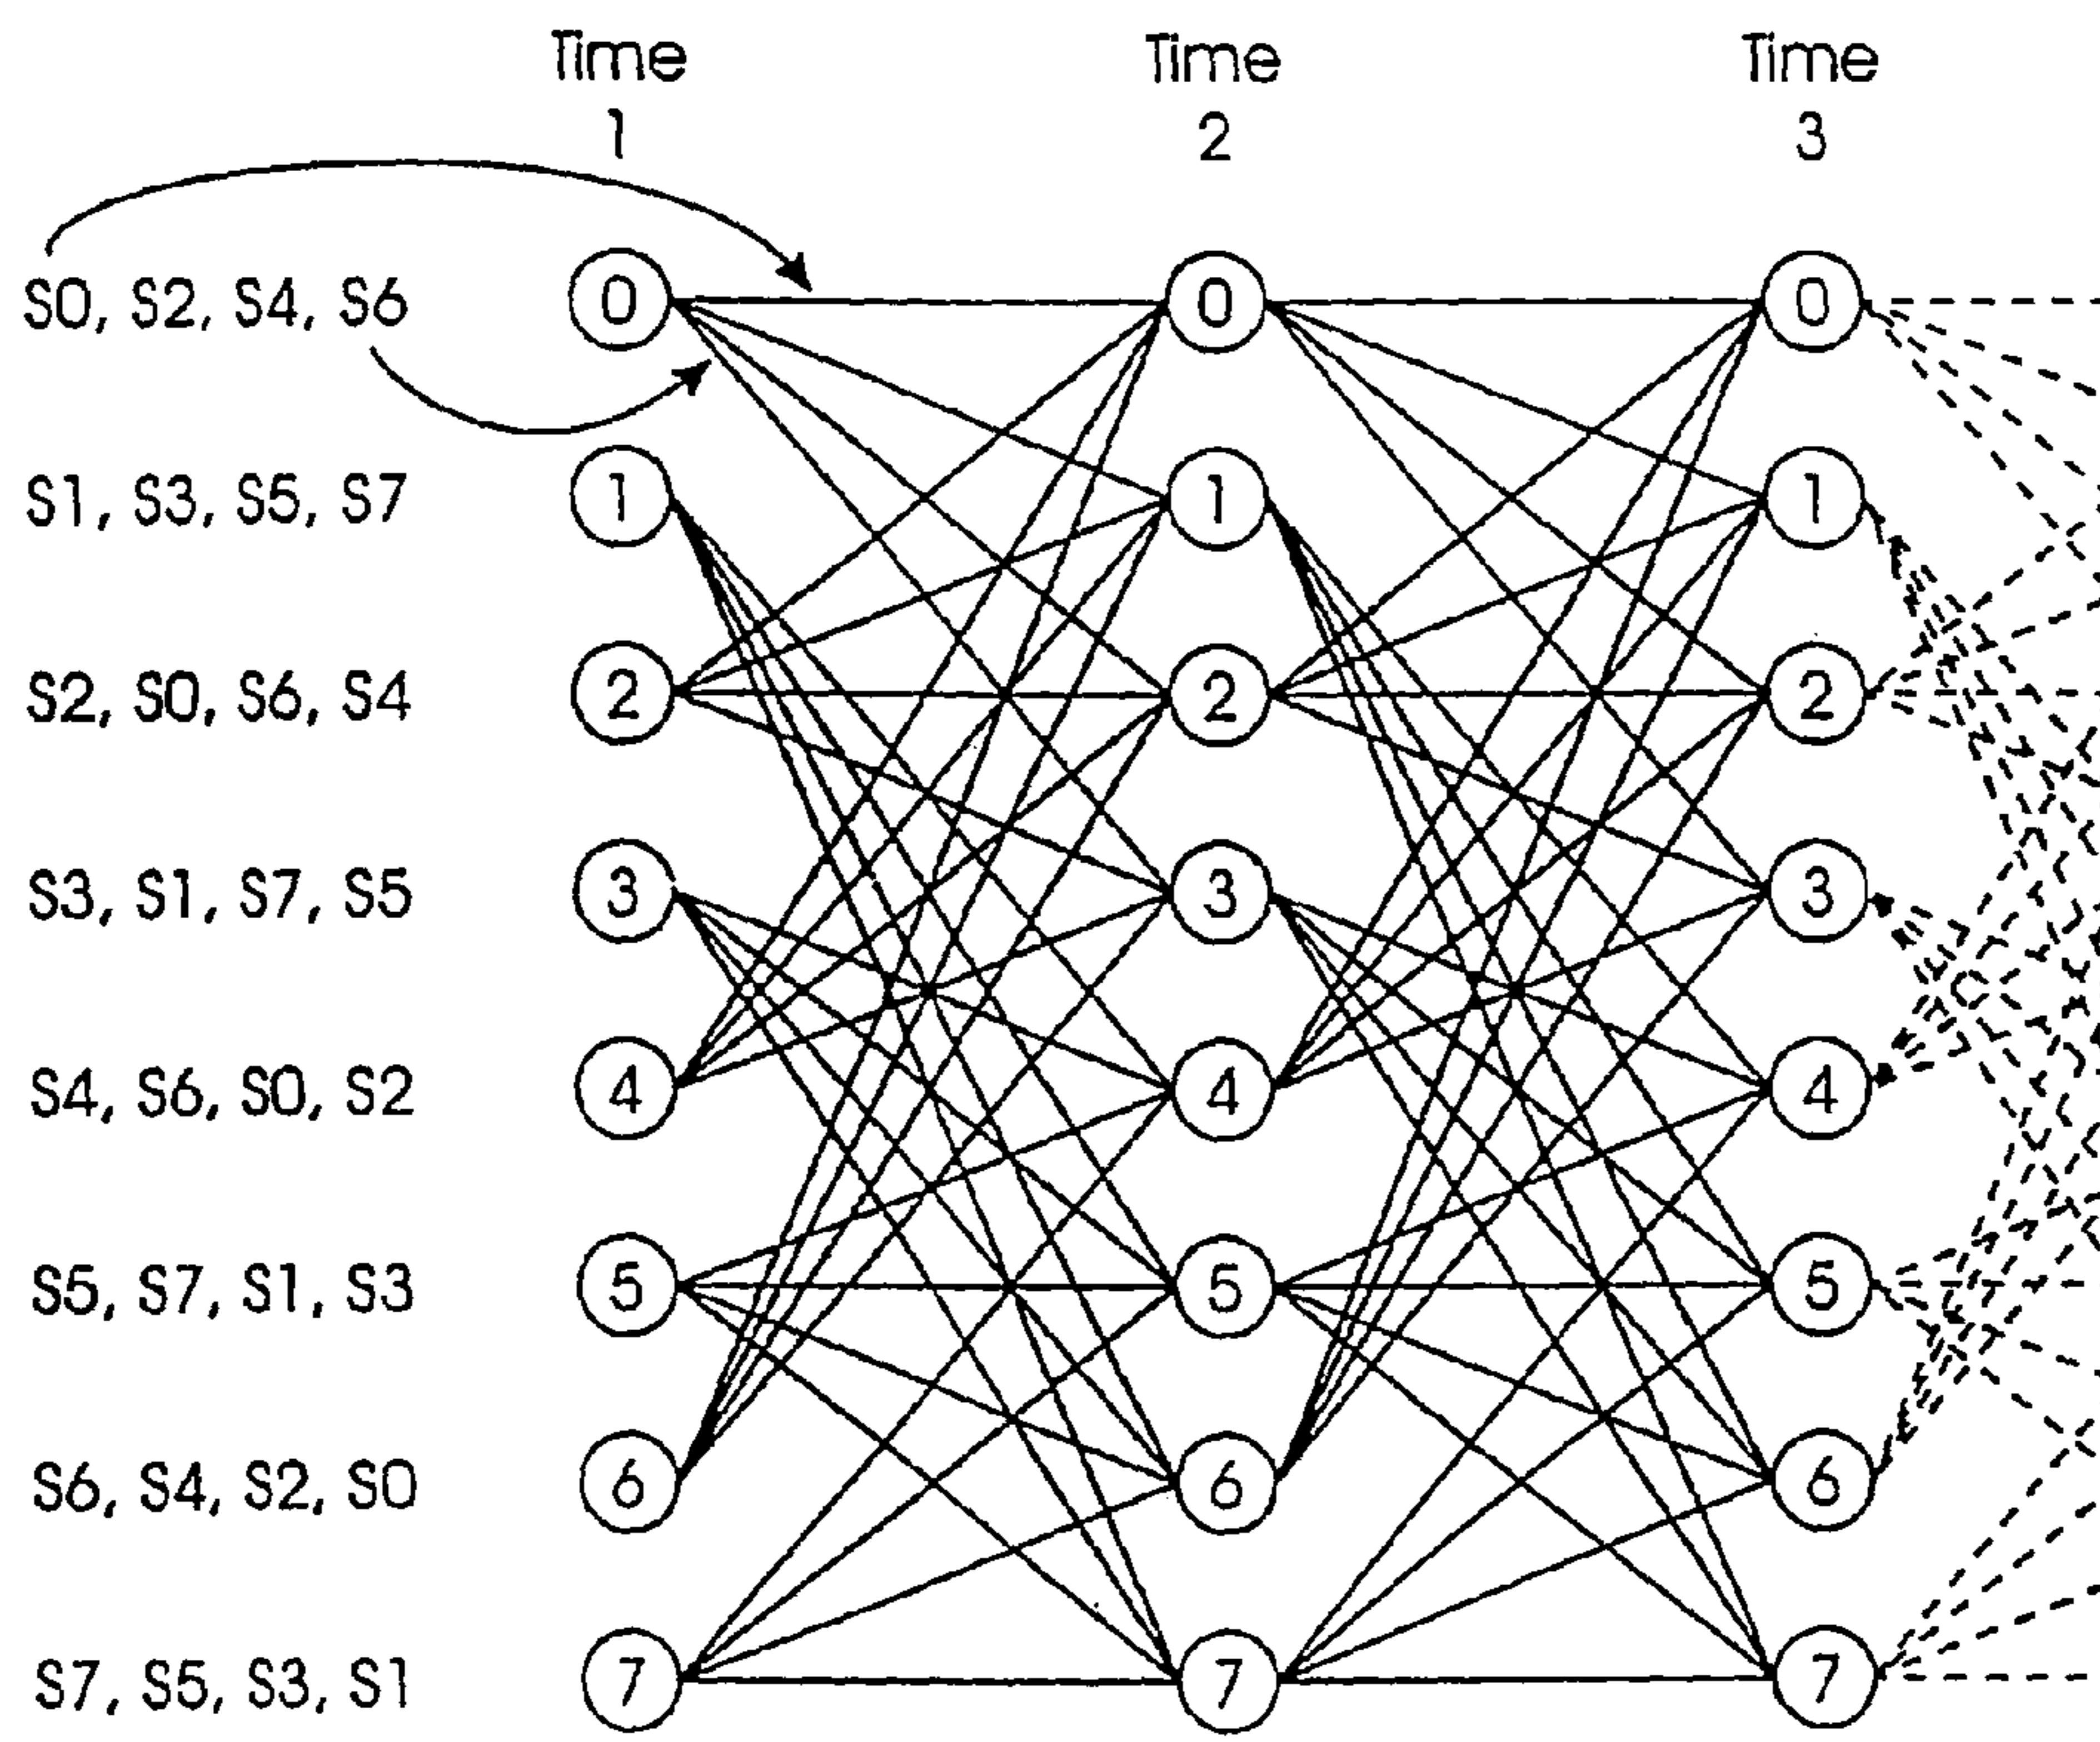 Time Time Time
1 2 3
S0, S2, S4, S6 0 0 0
S1, S3, S5, S7 1 1 1
S2, S0, S6, S4 2 2 2
S3, S1, S7, S5 3 3 3
S4, S6, S0, S2 4 4 4
S5, S7, S1, S3 5 5 5
S6, S4, S2, S0 6 6 6
S7, S5, S3, S1 7 7 7